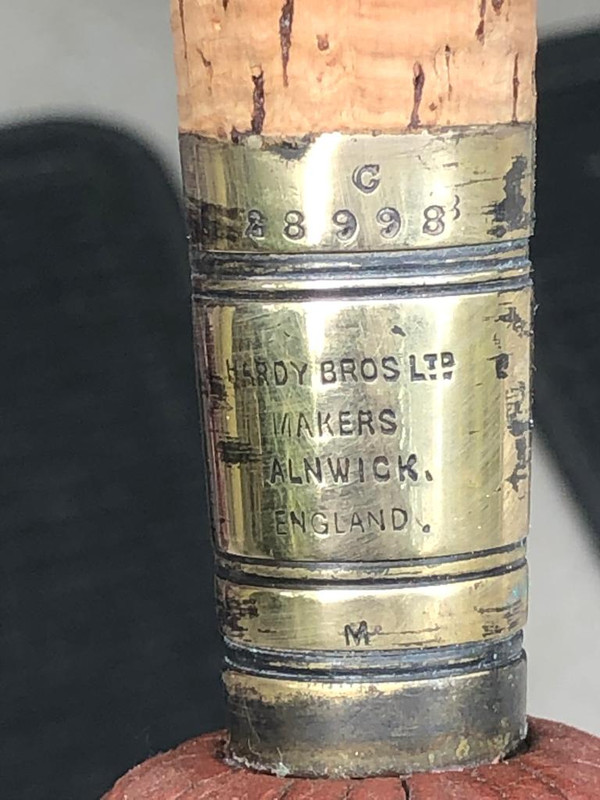 C
28998
HARDY BROS LTD
MAKERS
ALNWICK.
ENGLAND.
M